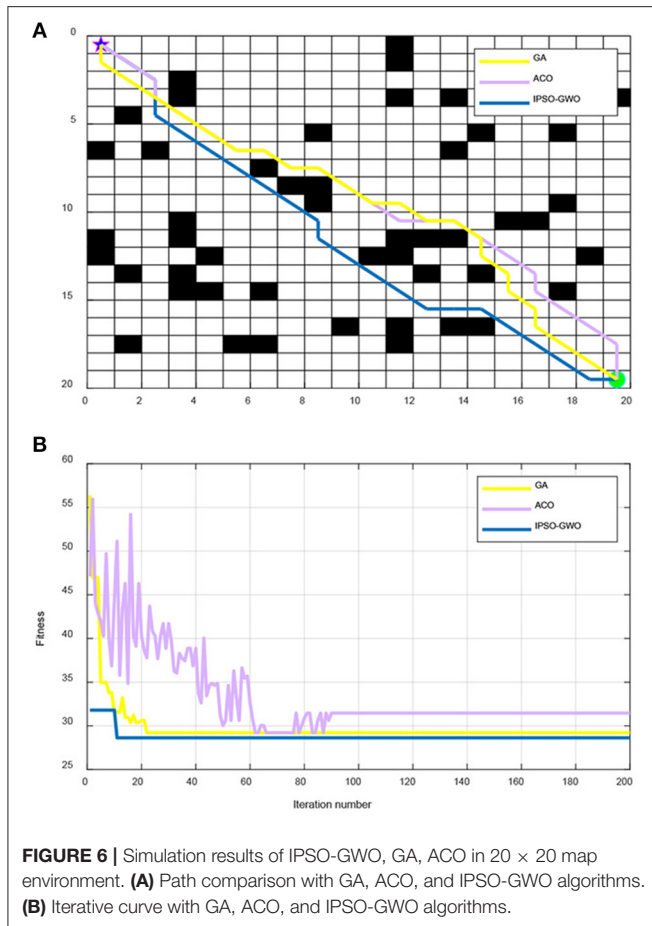 A
0
5
10
15
20
GA
ACO
IPSO-GWO
0 2 4 6 8 10 12 14 16 18 20
B
60
55
50
45
40
35
30
25
Fitness
GA
ACO
IPSO-GWO
0 20 40 60 80 100 120 140 160 180 200
Iteration number
FIGURE 6 | Simulation results of IPSO-GWO, GA, ACO in 20 × 20 map
environment. (A) Path comparison with GA, ACO, and IPSO-GWO algorithms.
(B) Iterative curve with GA, ACO, and IPSO-GWO algorithms.